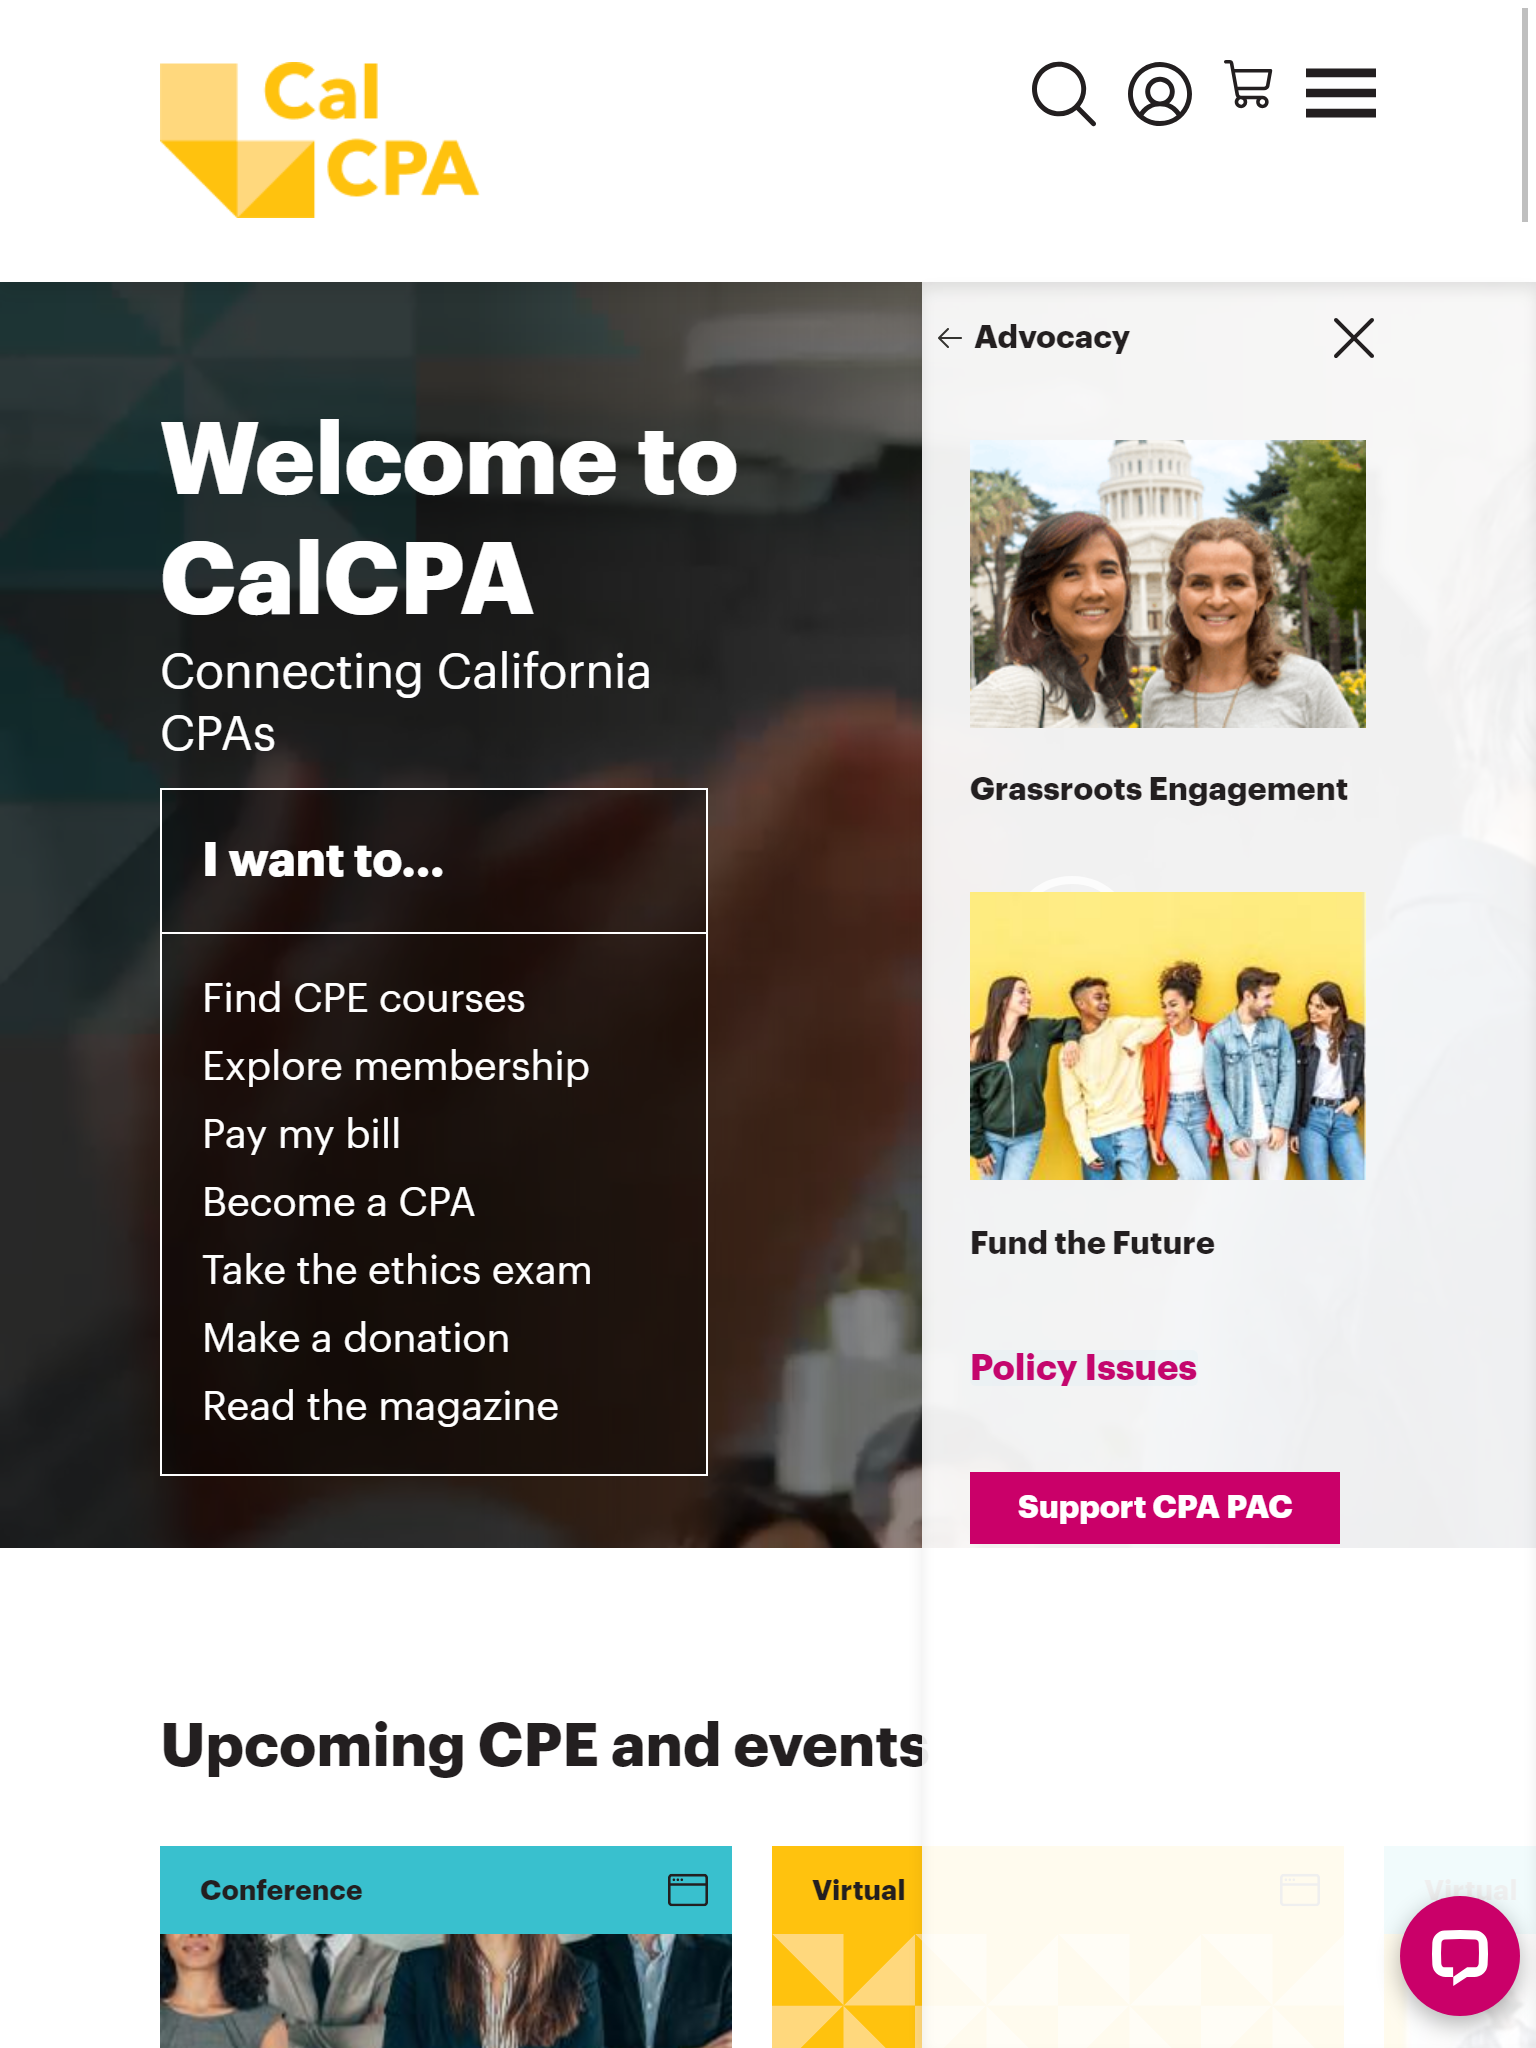 Cal
CPA
Advocacy
Welcome to
CalCPA
Connecting California
CPAs
I want to...
Find CPE courses
Explore membership
Pay my bill
Become a CPA
Take the ethics exam
Make a donation
Read the magazine
Grassroots Engagement
Fund the Future
Policy Issues
Support CPA PAC
Upcoming CPE and events
Conference
Virtual
Virtual